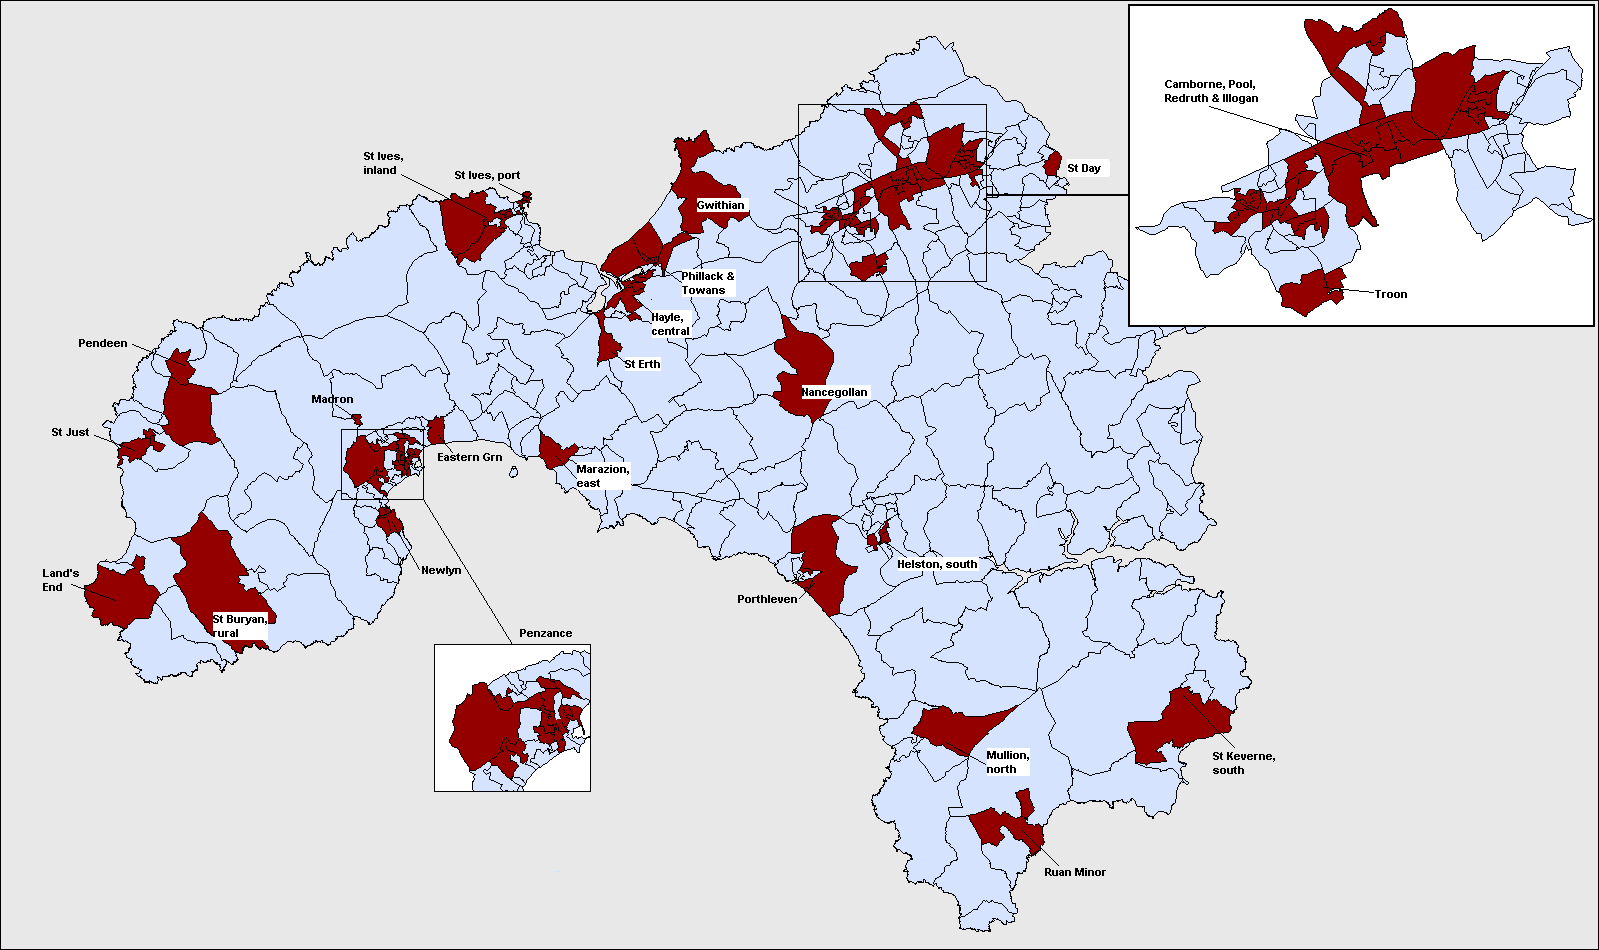 Camborne, Pool,
Redruth & Illogan
Troon
St Ives,
inland
St Ives, port
St Day
Gwithian
Phillack &
Towans
Hayle,
central
St Erth
Pendeen
Nancegollan
Madron
St Just
Eastern Grn
Marazion,
east
Helston, south
Newlyn
Land's
End
Porthleven
St Buryan,
rural
Penzance
Mullion,
north
St Keverne,
south
Ruan Minor